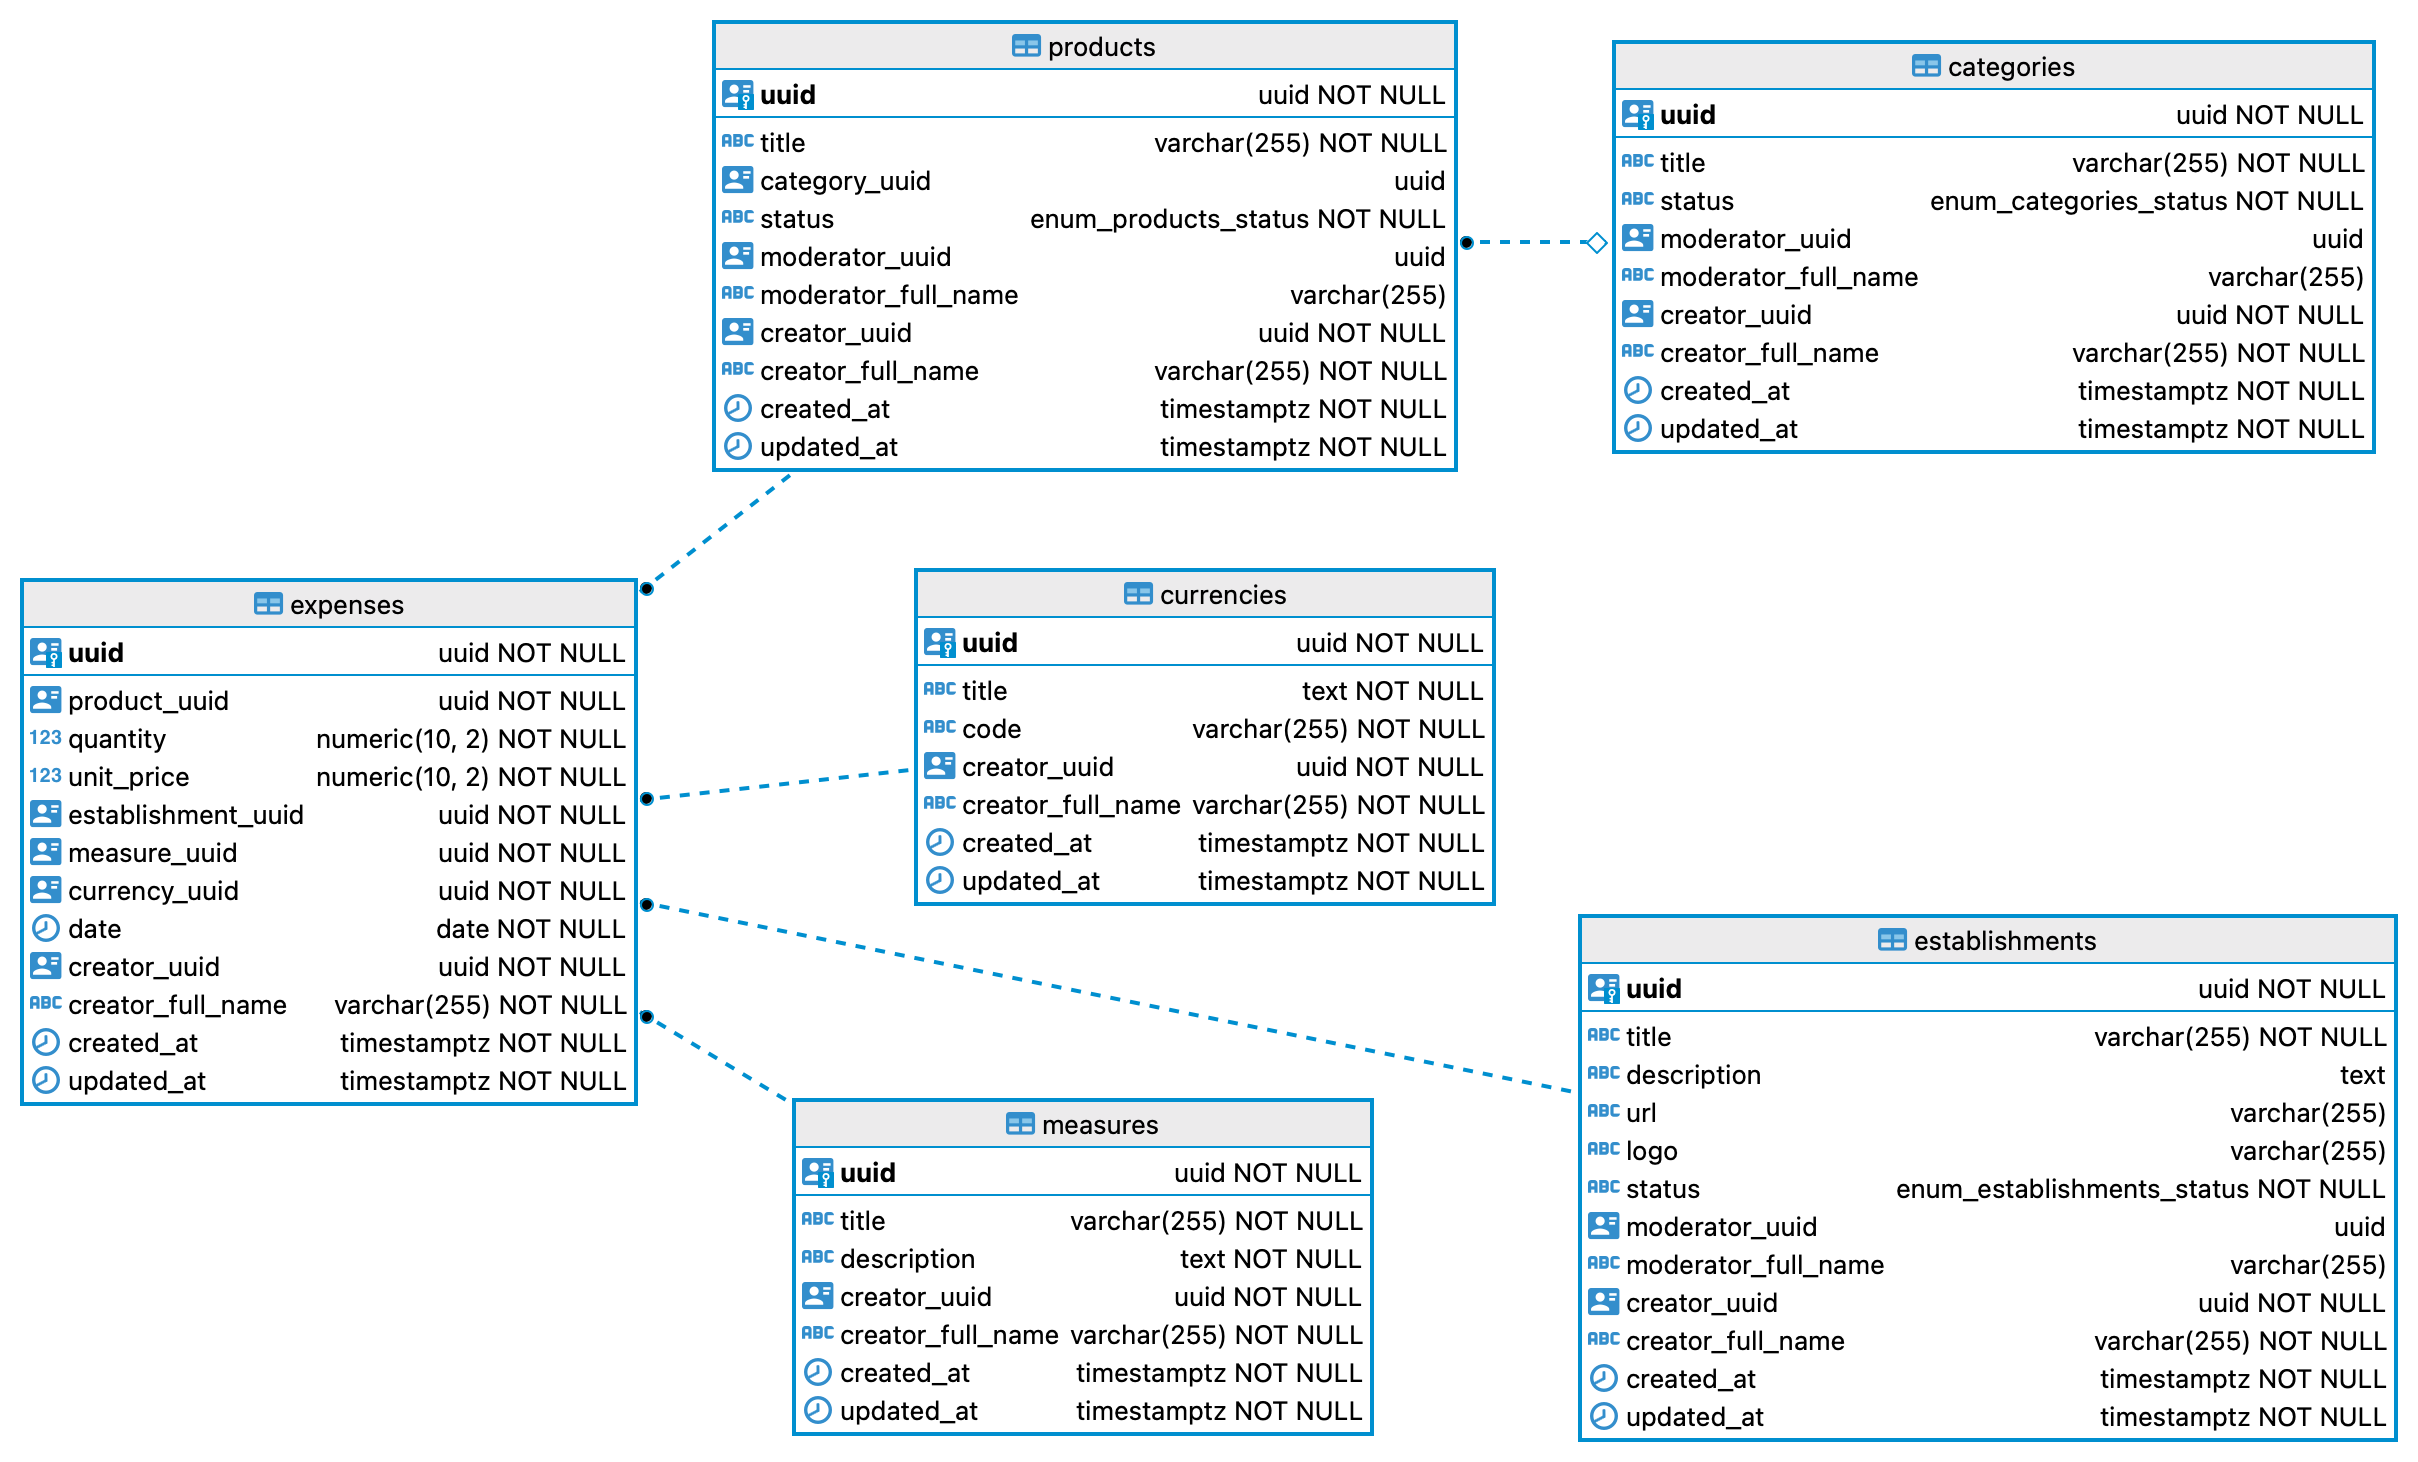 products
uuid uuid NOT NULL
ABC title varchar(255) NOT NULL
category_uuid uuid
ABC status enum_products_status NOT NULL
moderator_uuid uuid
ABC moderator_full_name varchar(255)
creator_uuid uuid NOT NULL
ABC creator_full_name varchar(255) NOT NULL
created_at timestamptz NOT NULL
updated_at timestamptz NOT NULL
categories
uuid uuid NOT NULL
ABC title varchar(255) NOT NULL
ABC status enum_categories_status NOT NULL
moderator_uuid uuid
ABC moderator_full_name varchar(255)
creator_uuid uuid NOT NULL
ABC creator_full_name varchar(255) NOT NULL
created_at timestamptz NOT NULL
updated_at timestamptz NOT NULL
expenses
uuid uuid NOT NULL
product_uuid uuid NOT NULL
123 quantity numeric(10, 2) NOT NULL
123 unit_price numeric(10, 2) NOT NULL
establishment_uuid uuid NOT NULL
measure_uuid uuid NOT NULL
currency_uuid uuid NOT NULL
date date NOT NULL
creator_uuid uuid NOT NULL
ABC creator_full_name varchar(255) NOT NULL
created_at timestamptz NOT NULL
updated_at timestamptz NOT NULL
currencies
uuid uuid NOT NULL
ABC title text NOT NULL
ABC code varchar(255) NOT NULL
creator_uuid uuid NOT NULL
ABC creator_full_name varchar(255) NOT NULL
created_at timestamptz NOT NULL
updated_at timestamptz NOT NULL
establishments
uuid uuid NOT NULL
ABC title varchar(255) NOT NULL
ABC description text
ABC url varchar(255)
ABC logo varchar(255)
ABC status enum_establishments_status NOT NULL
moderator_uuid uuid
ABC moderator_full_name varchar(255)
creator_uuid uuid NOT NULL
ABC creator_full_name varchar(255) NOT NULL
created_at timestamptz NOT NULL
updated_at timestamptz NOT NULL
measures
uuid uuid NOT NULL
ABC title varchar(255) NOT NULL
ABC description text NOT NULL
creator_uuid uuid NOT NULL
ABC creator_full_name varchar(255) NOT NULL
created_at timestamptz NOT NULL
updated_at timestamptz NOT NULL